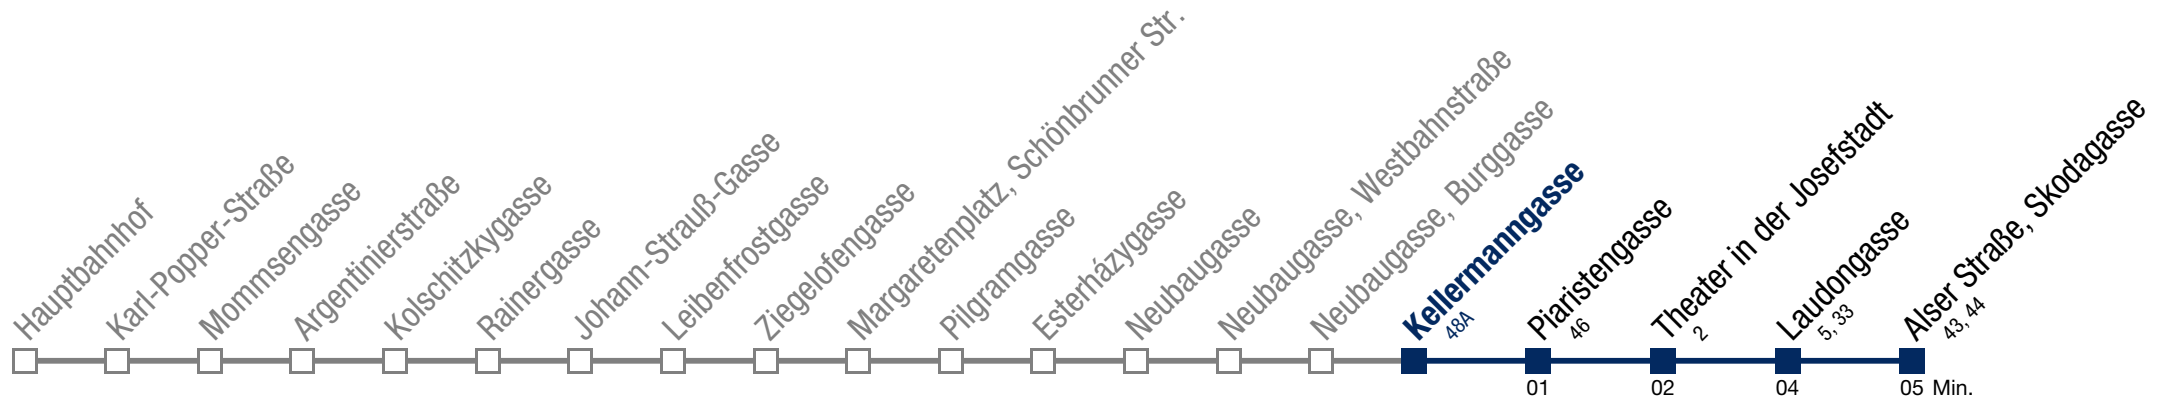 Hauptbahnhof
Karl-Popper-Straße
Mommsengasse
Argentinierstraße
Kolschitzkygasse
Rainergasse
Johann-Strauß-Gasse
Leibenfrostgasse
Ziegelofengasse
Margaretenplatz, Schönbrunner Str.
Pilgramgasse
Esterházygasse
Neubaugasse
Neubaugasse, Westbahnstraße
Neubaugasse, Burggasse
Kellermanngasse
48A
Piaristengasse
46
Theater in der Josefstadt
2
Laudongasse
5, 33
Alser Straße, Skodagasse
43, 44
01 02 04 05 Min.